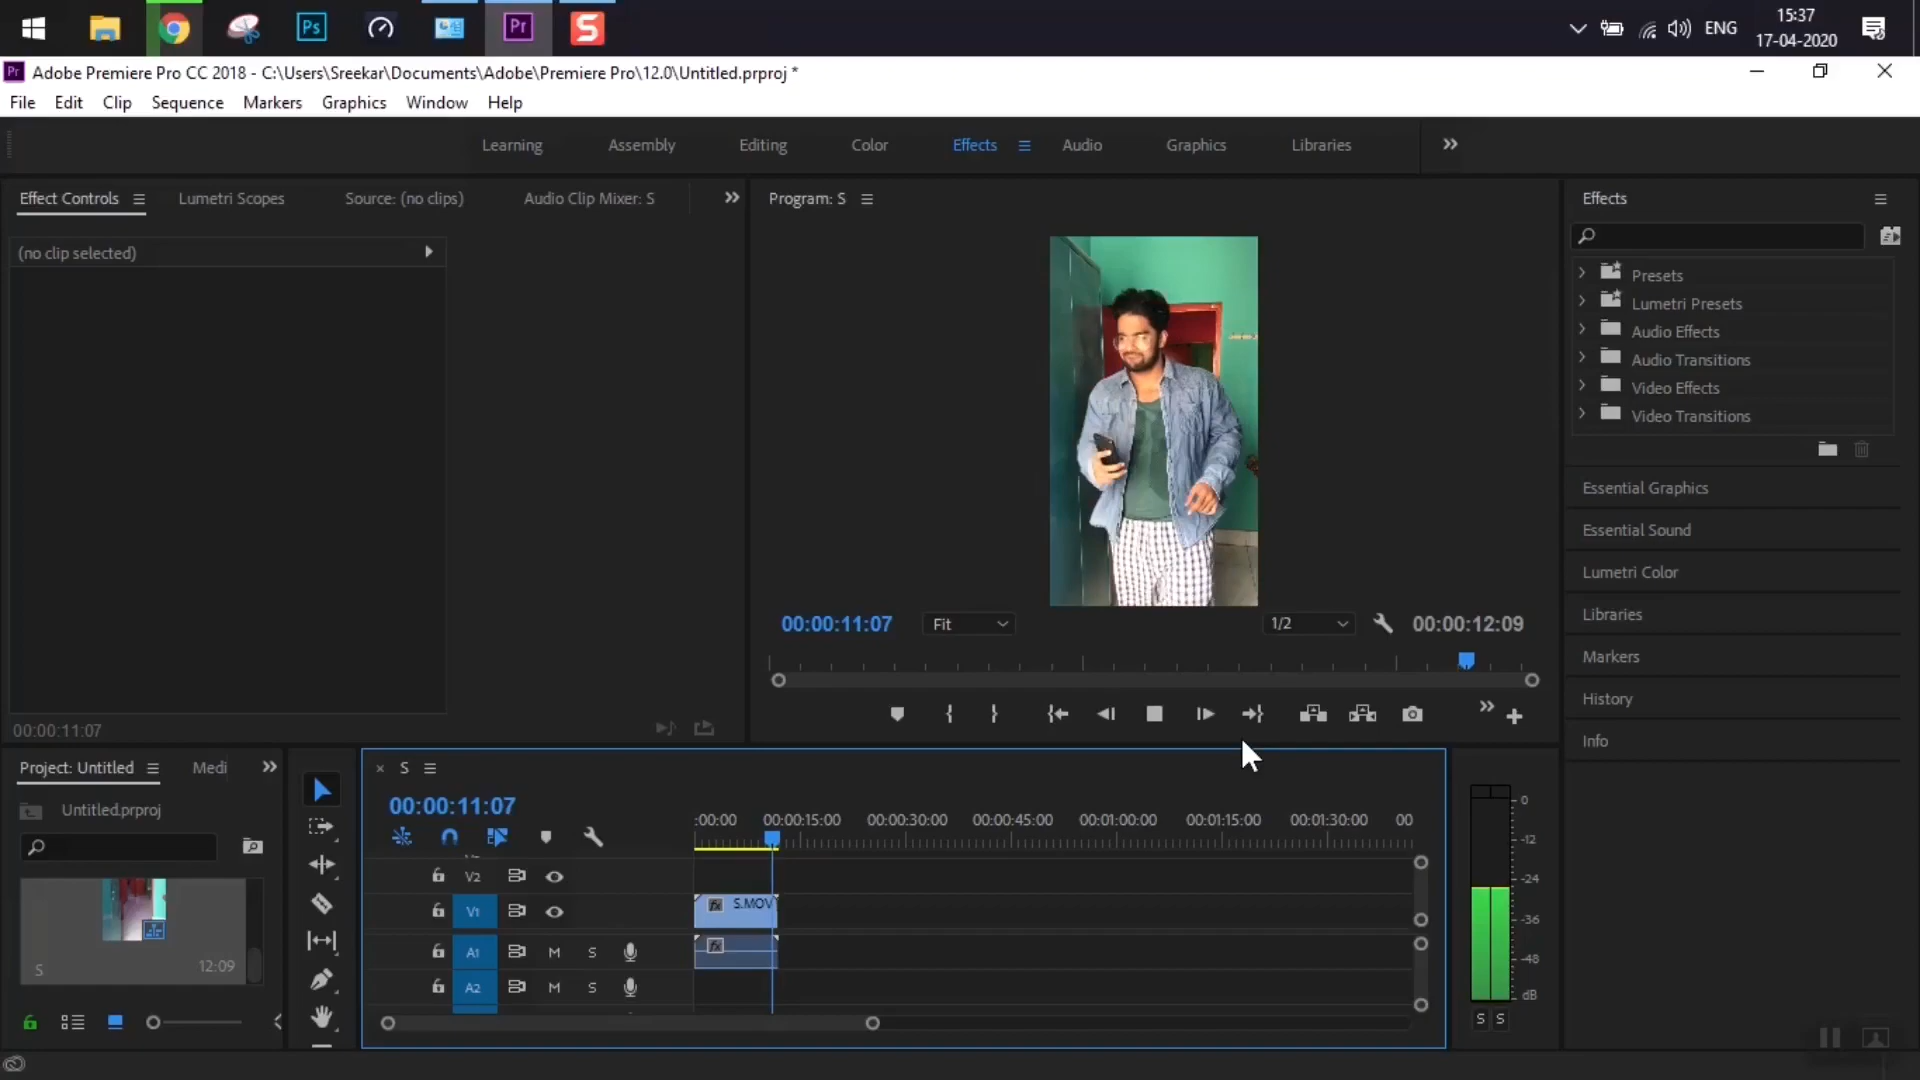 Ps
Pr
S
ENG
15:37
17-04-2020
Pr Adobe Premiere Pro CC 2018 - C:\Users\Sreekar\Documents\Adobe\Premiere Pro\12.0\Untitled.prproj *
File Edit Clip Sequence Markers Graphics Window Help
Learning Assembly Editing Color Effects Audio Graphics Libraries
Effect Controls Lumetri Scopes Source: (no clips) Audio Clip Mixer: S
Program: S
Effects
(no clip selected)
Presets
Lumetri Presets
Audio Effects
Audio Transitions
Video Effects
Video Transitions
Essential Graphics
Essential Sound
Lumetri Color
Libraries
Markers
History
Info
00:00:11:07 Fit 1/2 00:00:12:09
00:00:11:07
Project: Untitled Medi
Untitled.prproj
S 12:09
S
00:00:11:07
:00:00 00:00:15:00 00:00:30:00 00:00:45:00 00:01:00:00 00:01:15:00 00:01:30:00 00
V2
V1 fx S.MOV
A1 M S fx
A2 M S
0
-12
-24
-36
-48
dB
S S